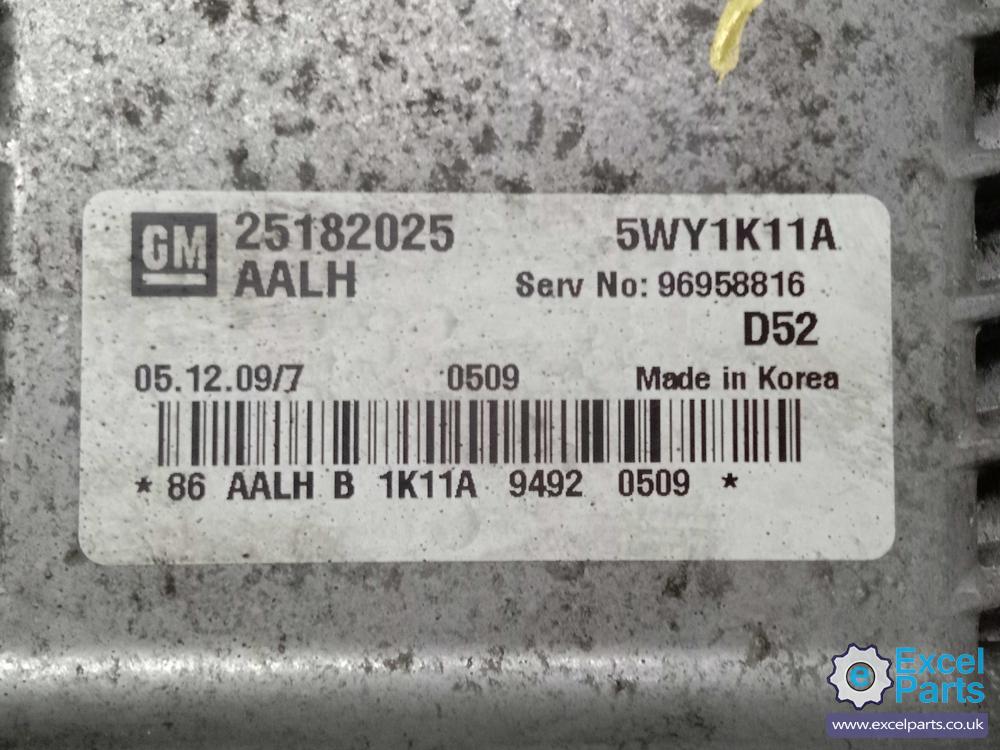 GM 25182025 5WY1K11A
AALH Serv No: 96958816
D52
05.12.09/7 0509 Made in Korea
* 86 AALH B 1K11A 9492 0509 *
Excel
Parts
www.excelparts.co.uk